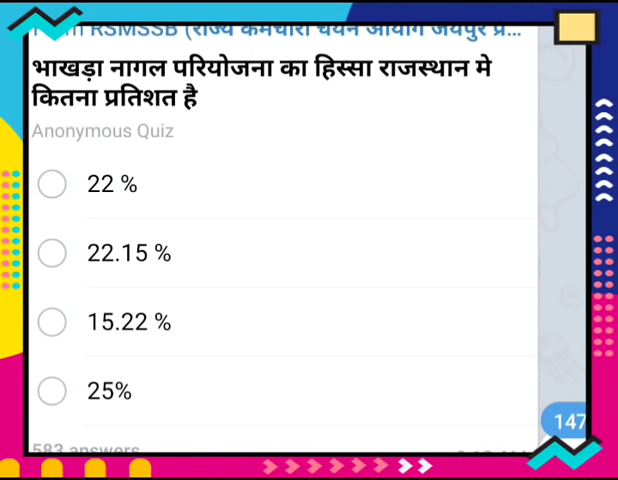 RSMSSB (राज्य कर्मचारी चयन आयोग जयपुर प्र...
भाखड़ा नागल परियोजना का हिस्सा राजस्थान मे
कितना प्रतिशत है
Anonymous Quiz
22 %
22.15 %
15.22 %
25%
147
583 answers